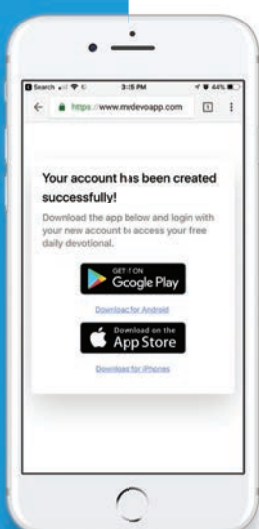 Search 3:15 PM 44%
https://www.mrdevoapp.com 1
Your account has been created
successfully!
Download the app below and login with
your new account to access your free
daily devotional.
GET IT ON
Google Play
Download for Android
Download on the
App Store
Download for iPhones